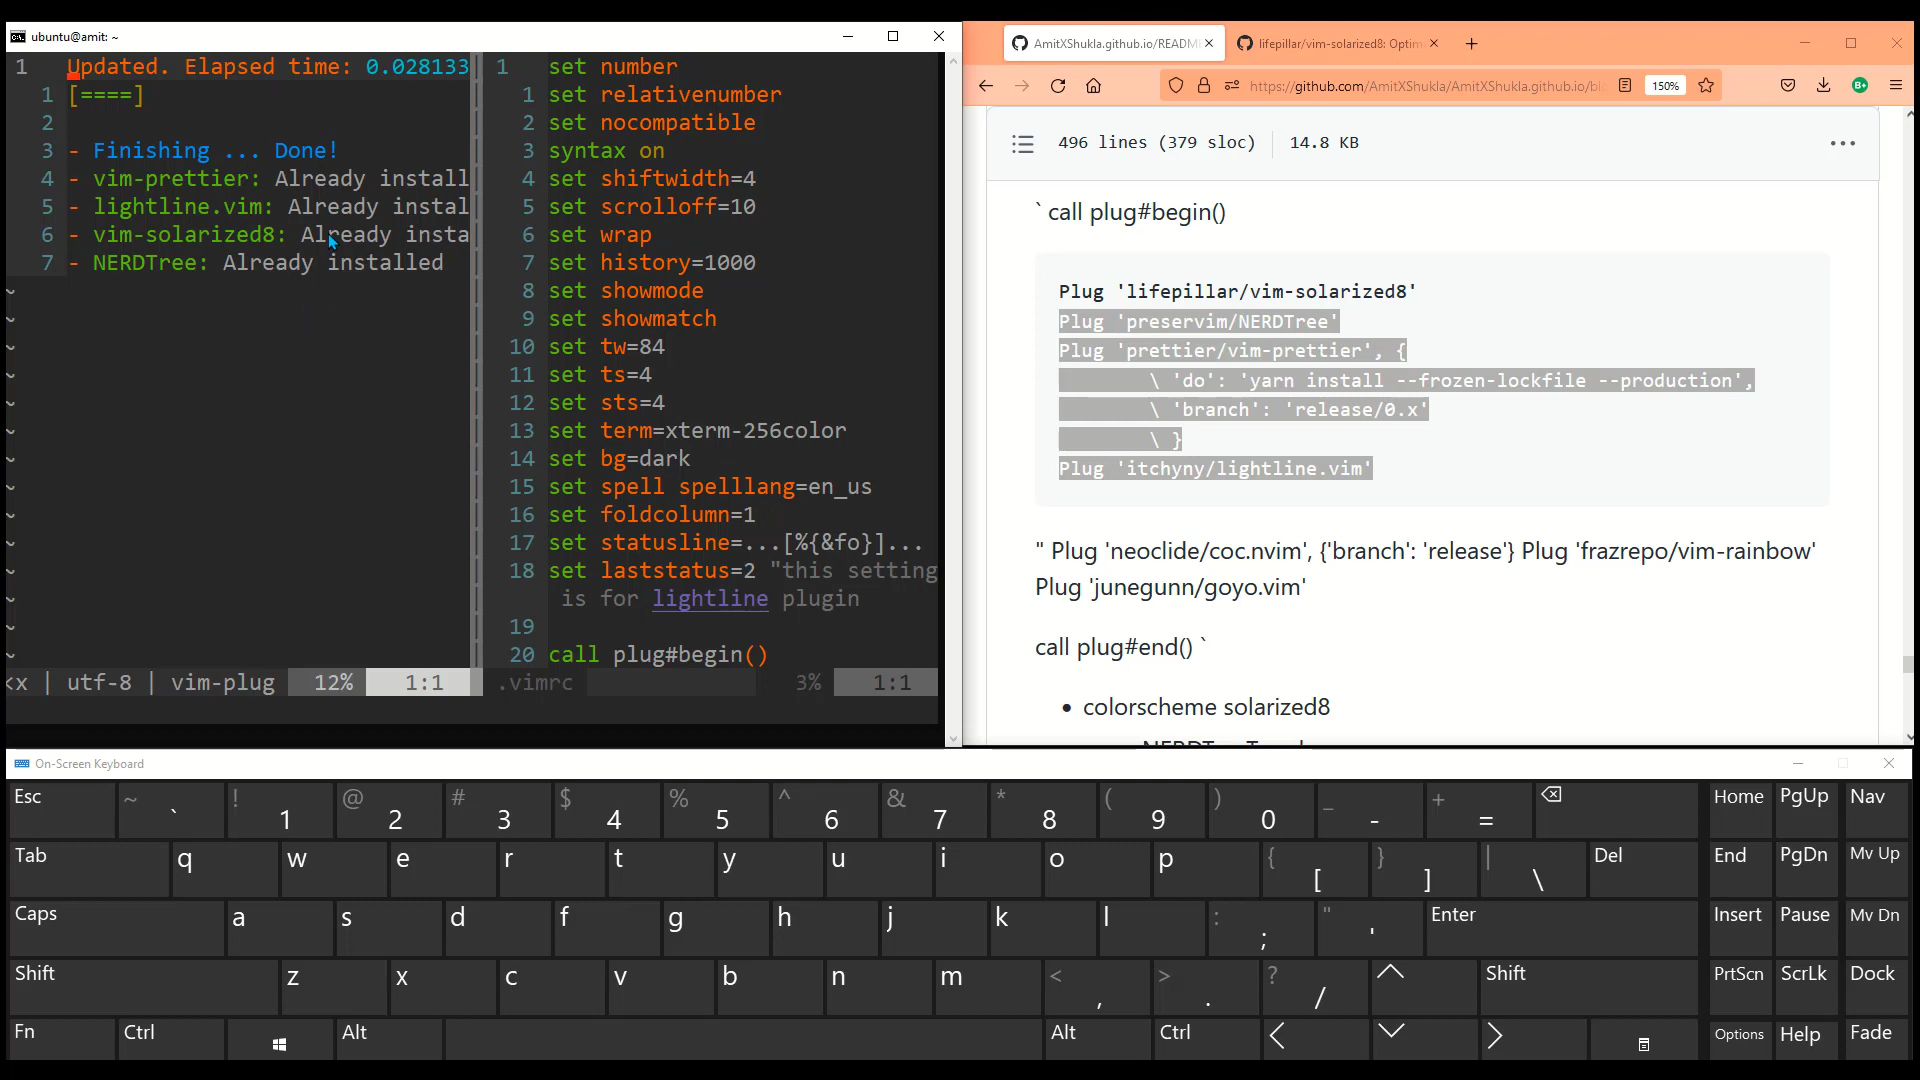 ubuntu@amit: ~
1 Updated. Elapsed time: 0.028133
1 [====]
2
3 - Finishing ... Done!
4 - vim-prettier: Already install
5 - lightline.vim: Already instal
6 - vim-solarized8: Already insta
7 - NERDTree: Already installed
~
~
~
~
~
~
~
~
~
~
~
~
~
~
<x | utf-8 | vim-plug 12% 1:1
1 set number
1 set relativenumber
2 set nocompatible
3 syntax on
4 set shiftwidth=4
5 set scrolloff=10
6 set wrap
7 set history=1000
8 set showmode
9 set showmatch
10 set tw=84
11 set ts=4
12 set sts=4
13 set term=xterm-256color
14 set bg=dark
15 set spell spelllang=en_us
16 set foldcolumn=1
17 set statusline=...[%{&fo}]...
18 set laststatus=2 "this setting
is for lightline plugin
19
20 call plug#begin()
.vimrc 3% 1:1
AmitXShukla.github.io/README
lifepillar/vim-solarized8: Optim
https://github.com/AmitXShukla/AmitXShukla.github.io/blo
150%
B+
496 lines (379 sloc) 14.8 KB
` call plug#begin()
Plug 'lifepillar/vim-solarized8'
Plug 'preservim/NERDTree'
Plug 'prettier/vim-prettier', {
\ 'do': 'yarn install --frozen-lockfile --production',
\ 'branch': 'release/0.x'
\ }
Plug 'itchyny/lightline.vim'
" Plug 'neoclide/coc.nvim', {'branch': 'release'} Plug 'frazrepo/vim-rainbow'
Plug 'junegunn/goyo.vim'
call plug#end() `
• colorscheme solarized8
On-Screen Keyboard
Esc ~ ` ! 1 @ 2 # 3 $ 4 % 5 ^ 6 & 7 * 8 ( 9 ) 0 _ - + = Home PgUp Nav
Tab q w e r t y u i o p { [ } ] | \ Del End PgDn Mv Up
Caps a s d f g h j k l : ; " ' Enter Insert Pause Mv Dn
Shift z x c v b n m < , > . ? / Shift PrtScn ScrLk Dock
Fn Ctrl Alt Alt Ctrl Options Help Fade